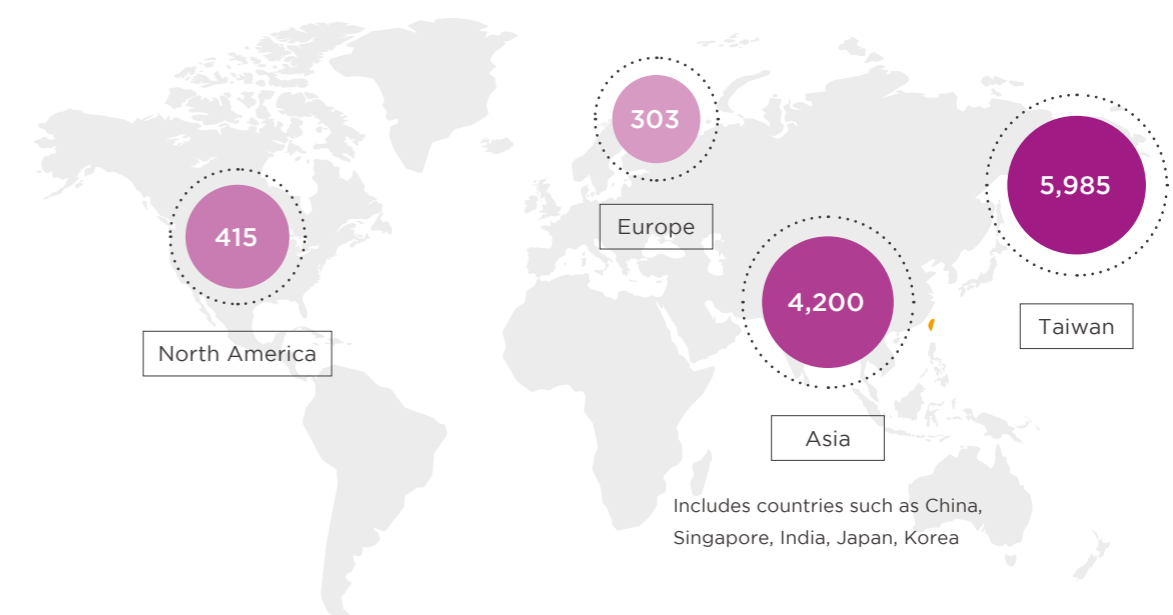 303
5,985
415
Europe
4,200
Taiwan
North America
Asia
Includes countries such as China,
Singapore, India, Japan, Korea